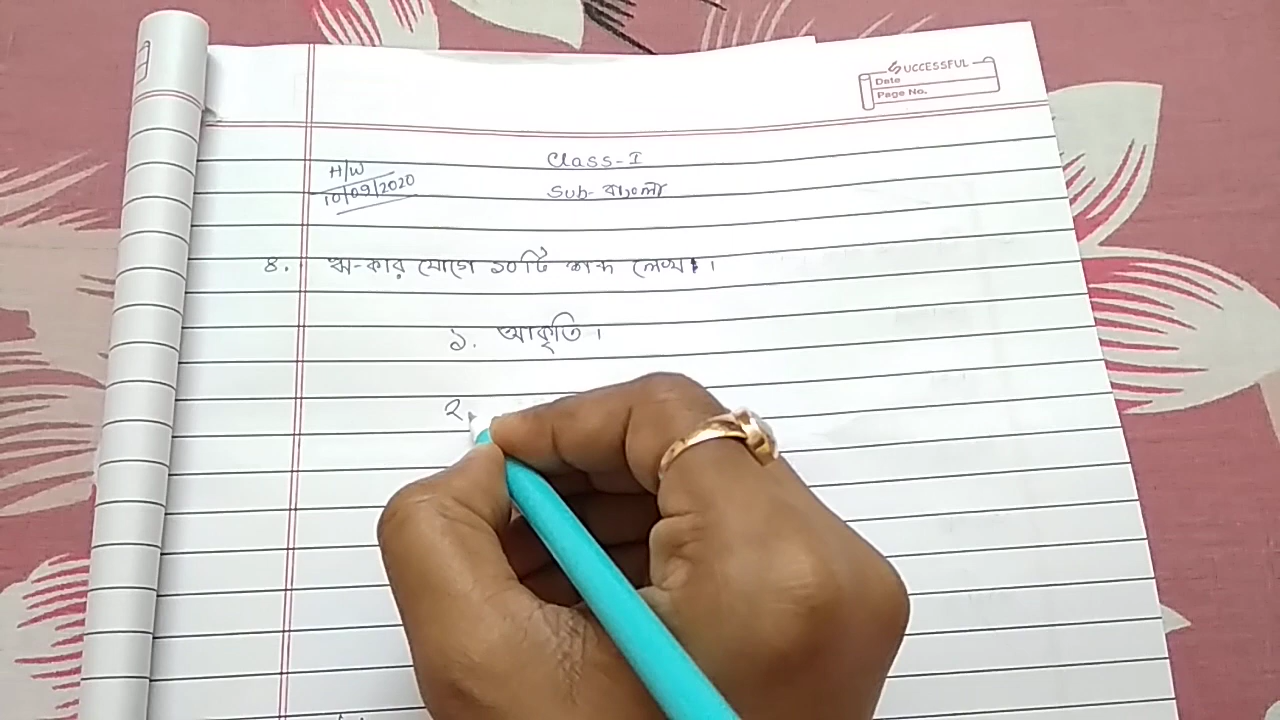 SUCCESSFUL
Date
Page No.
Class-I
H/W
10/09/2020
Sub- বাংলা
৪. ঋ-কার যোগে ১০টি শব্দ লেখ।
১. আকৃতি।
২.